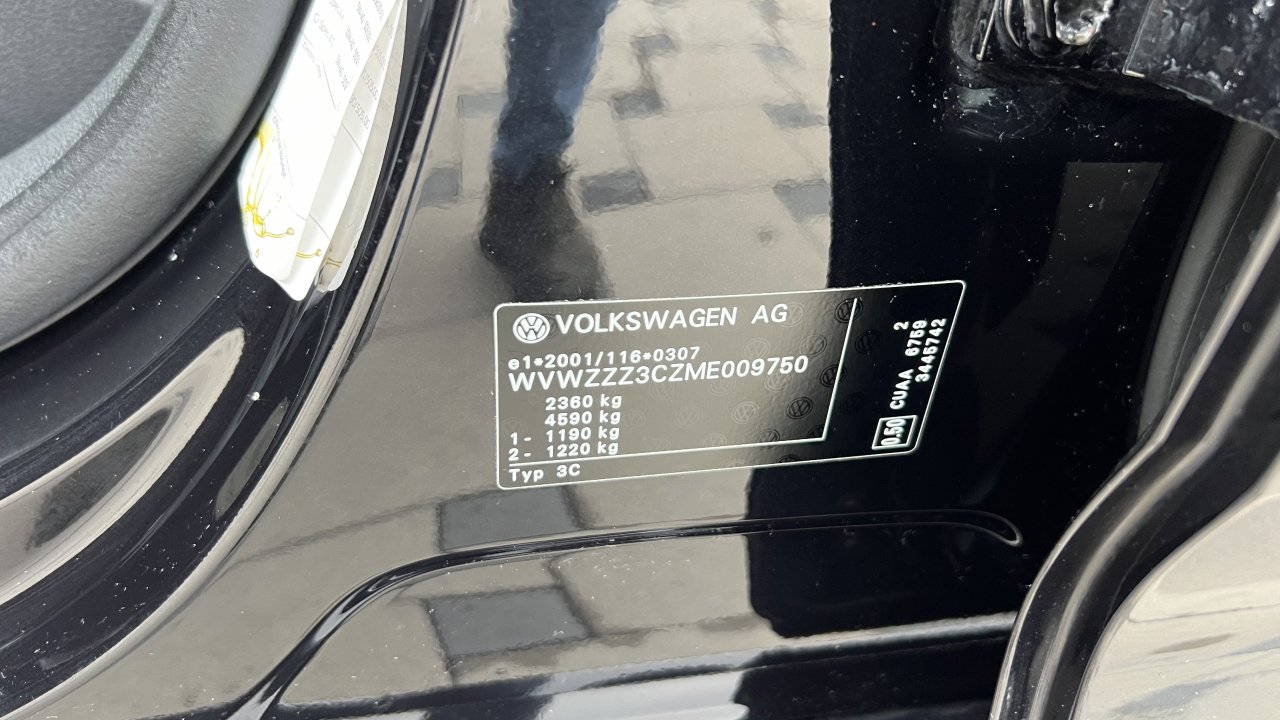 VOLKSWAGEN AG
e1*2001/116*0307
WVWZZZ3CZME009750
2360 kg
4590 kg
1- 1190 kg
2- 1220 kg
Typ 3C
2
CUAA 6759
3445742
0.50